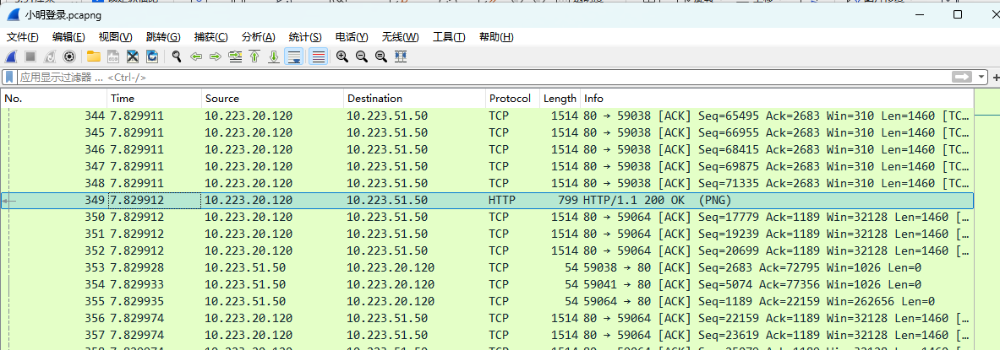 小明登录.pcapng
文件(F) 编辑(E) 视图(V) 跳转(G) 捕获(C) 分析(A) 统计(S) 电话(Y) 无线(W) 工具(T) 帮助(H)
应用显示过滤器 … <Ctrl-/>
No. Time Source Destination Protocol Length Info
344 7.829911 10.223.20.120 10.223.51.50 TCP 1514 80 → 59038 [ACK] Seq=65495 Ack=2683 Win=310 Len=1460 [TC…
345 7.829911 10.223.20.120 10.223.51.50 TCP 1514 80 → 59038 [ACK] Seq=66955 Ack=2683 Win=310 Len=1460 [TC…
346 7.829911 10.223.20.120 10.223.51.50 TCP 1514 80 → 59038 [ACK] Seq=68415 Ack=2683 Win=310 Len=1460 [TC…
347 7.829911 10.223.20.120 10.223.51.50 TCP 1514 80 → 59038 [ACK] Seq=69875 Ack=2683 Win=310 Len=1460 [TC…
348 7.829911 10.223.20.120 10.223.51.50 TCP 1514 80 → 59038 [ACK] Seq=71335 Ack=2683 Win=310 Len=1460 [TC…
349 7.829912 10.223.20.120 10.223.51.50 HTTP 799 HTTP/1.1 200 OK (PNG)
350 7.829912 10.223.20.120 10.223.51.50 TCP 1514 80 → 59064 [ACK] Seq=17779 Ack=1189 Win=32128 Len=1460 […
351 7.829912 10.223.20.120 10.223.51.50 TCP 1514 80 → 59064 [ACK] Seq=19239 Ack=1189 Win=32128 Len=1460 […
352 7.829912 10.223.20.120 10.223.51.50 TCP 1514 80 → 59064 [ACK] Seq=20699 Ack=1189 Win=32128 Len=1460 […
353 7.829928 10.223.51.50 10.223.20.120 TCP 54 59038 → 80 [ACK] Seq=2683 Ack=72795 Win=1026 Len=0
354 7.829933 10.223.51.50 10.223.20.120 TCP 54 59041 → 80 [ACK] Seq=5074 Ack=77356 Win=1026 Len=0
355 7.829935 10.223.51.50 10.223.20.120 TCP 54 59064 → 80 [ACK] Seq=1189 Ack=22159 Win=262656 Len=0
356 7.829974 10.223.20.120 10.223.51.50 TCP 1514 80 → 59064 [ACK] Seq=22159 Ack=1189 Win=32128 Len=1460 […
357 7.829974 10.223.20.120 10.223.51.50 TCP 1514 80 → 59064 [ACK] Seq=23619 Ack=1189 Win=32128 Len=1460 […